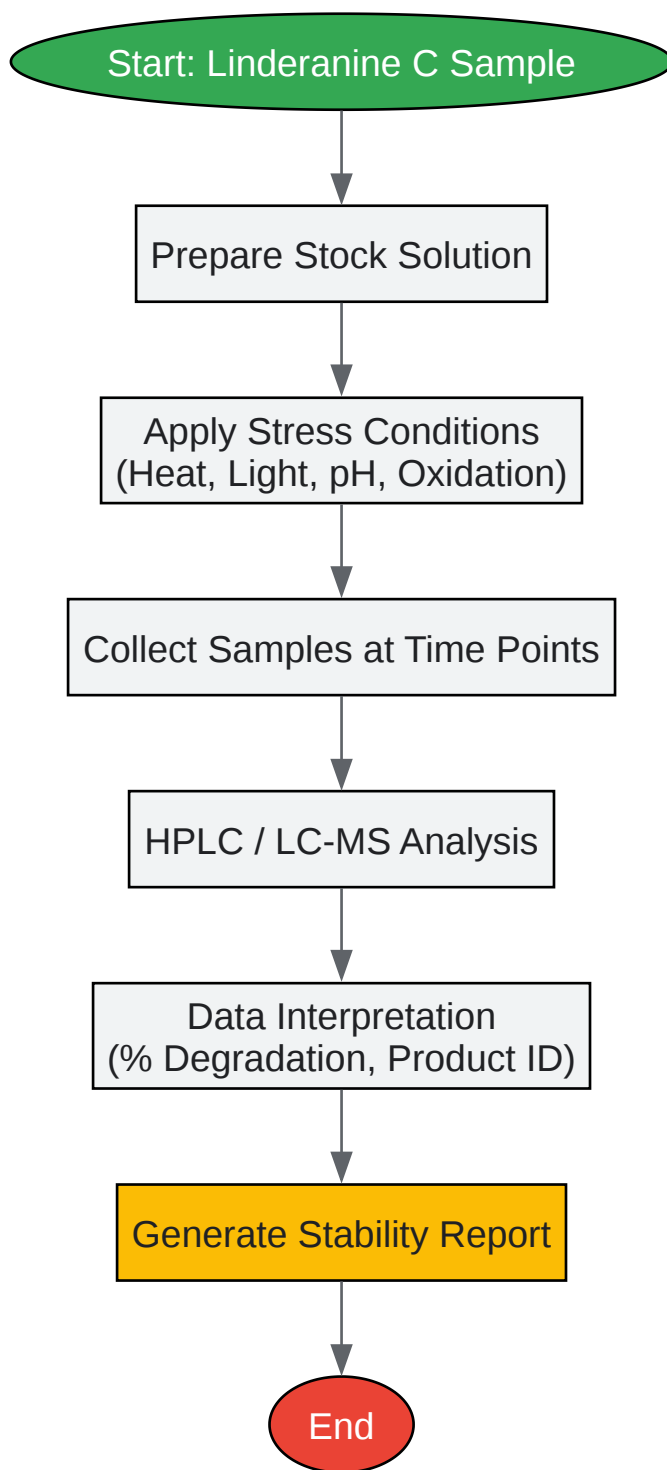 Start: Linderanine C Sample
Prepare Stock Solution
Apply Stress Conditions
(Heat, Light, pH, Oxidation)
Collect Samples at Time Points
HPLC / LC-MS Analysis
Data Interpretation
(% Degradation, Product ID)
Generate Stability Report
End